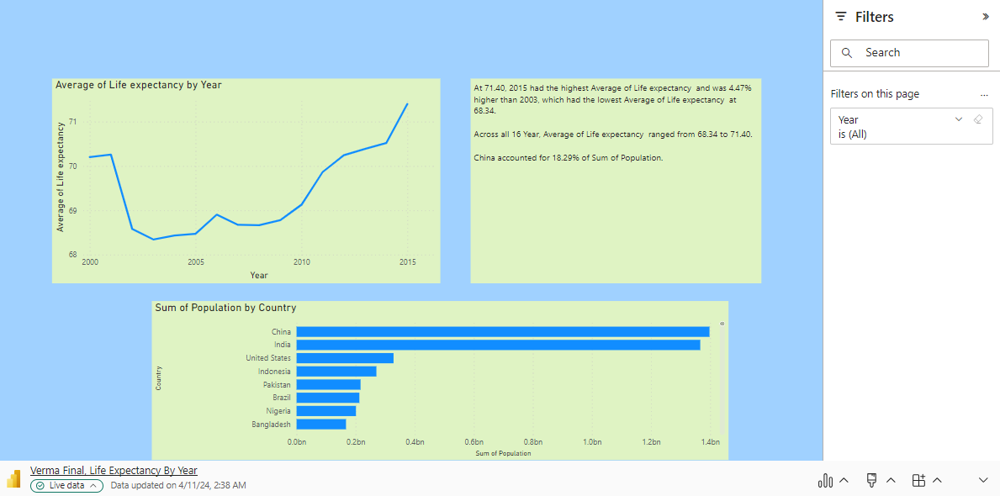 Filters
Search
Filters on this page
...
Year
is (All)
Average of Life expectancy by Year
Average of Life expectancy
71
70
69
68
2000
2005
2010
2015
Year
At 71.40, 2015 had the highest Average of Life expectancy and was 4.47%
higher than 2003, which had the lowest Average of Life expectancy at
68.34.
Across all 16 Year, Average of Life expectancy ranged from 68.34 to 71.40.
China accounted for 18.29% of Sum of Population.
Sum of Population by Country
Country
China
India
United States
Indonesia
Pakistan
Brazil
Nigeria
Bangladesh
0.0bn
0.2bn
0.4bn
0.6bn
0.8bn
1.0bn
1.2bn
1.4bn
Sum of Population
Verma Final, Life Expectancy By Year
Live data
Data updated on 4/11/24, 2:38 AM